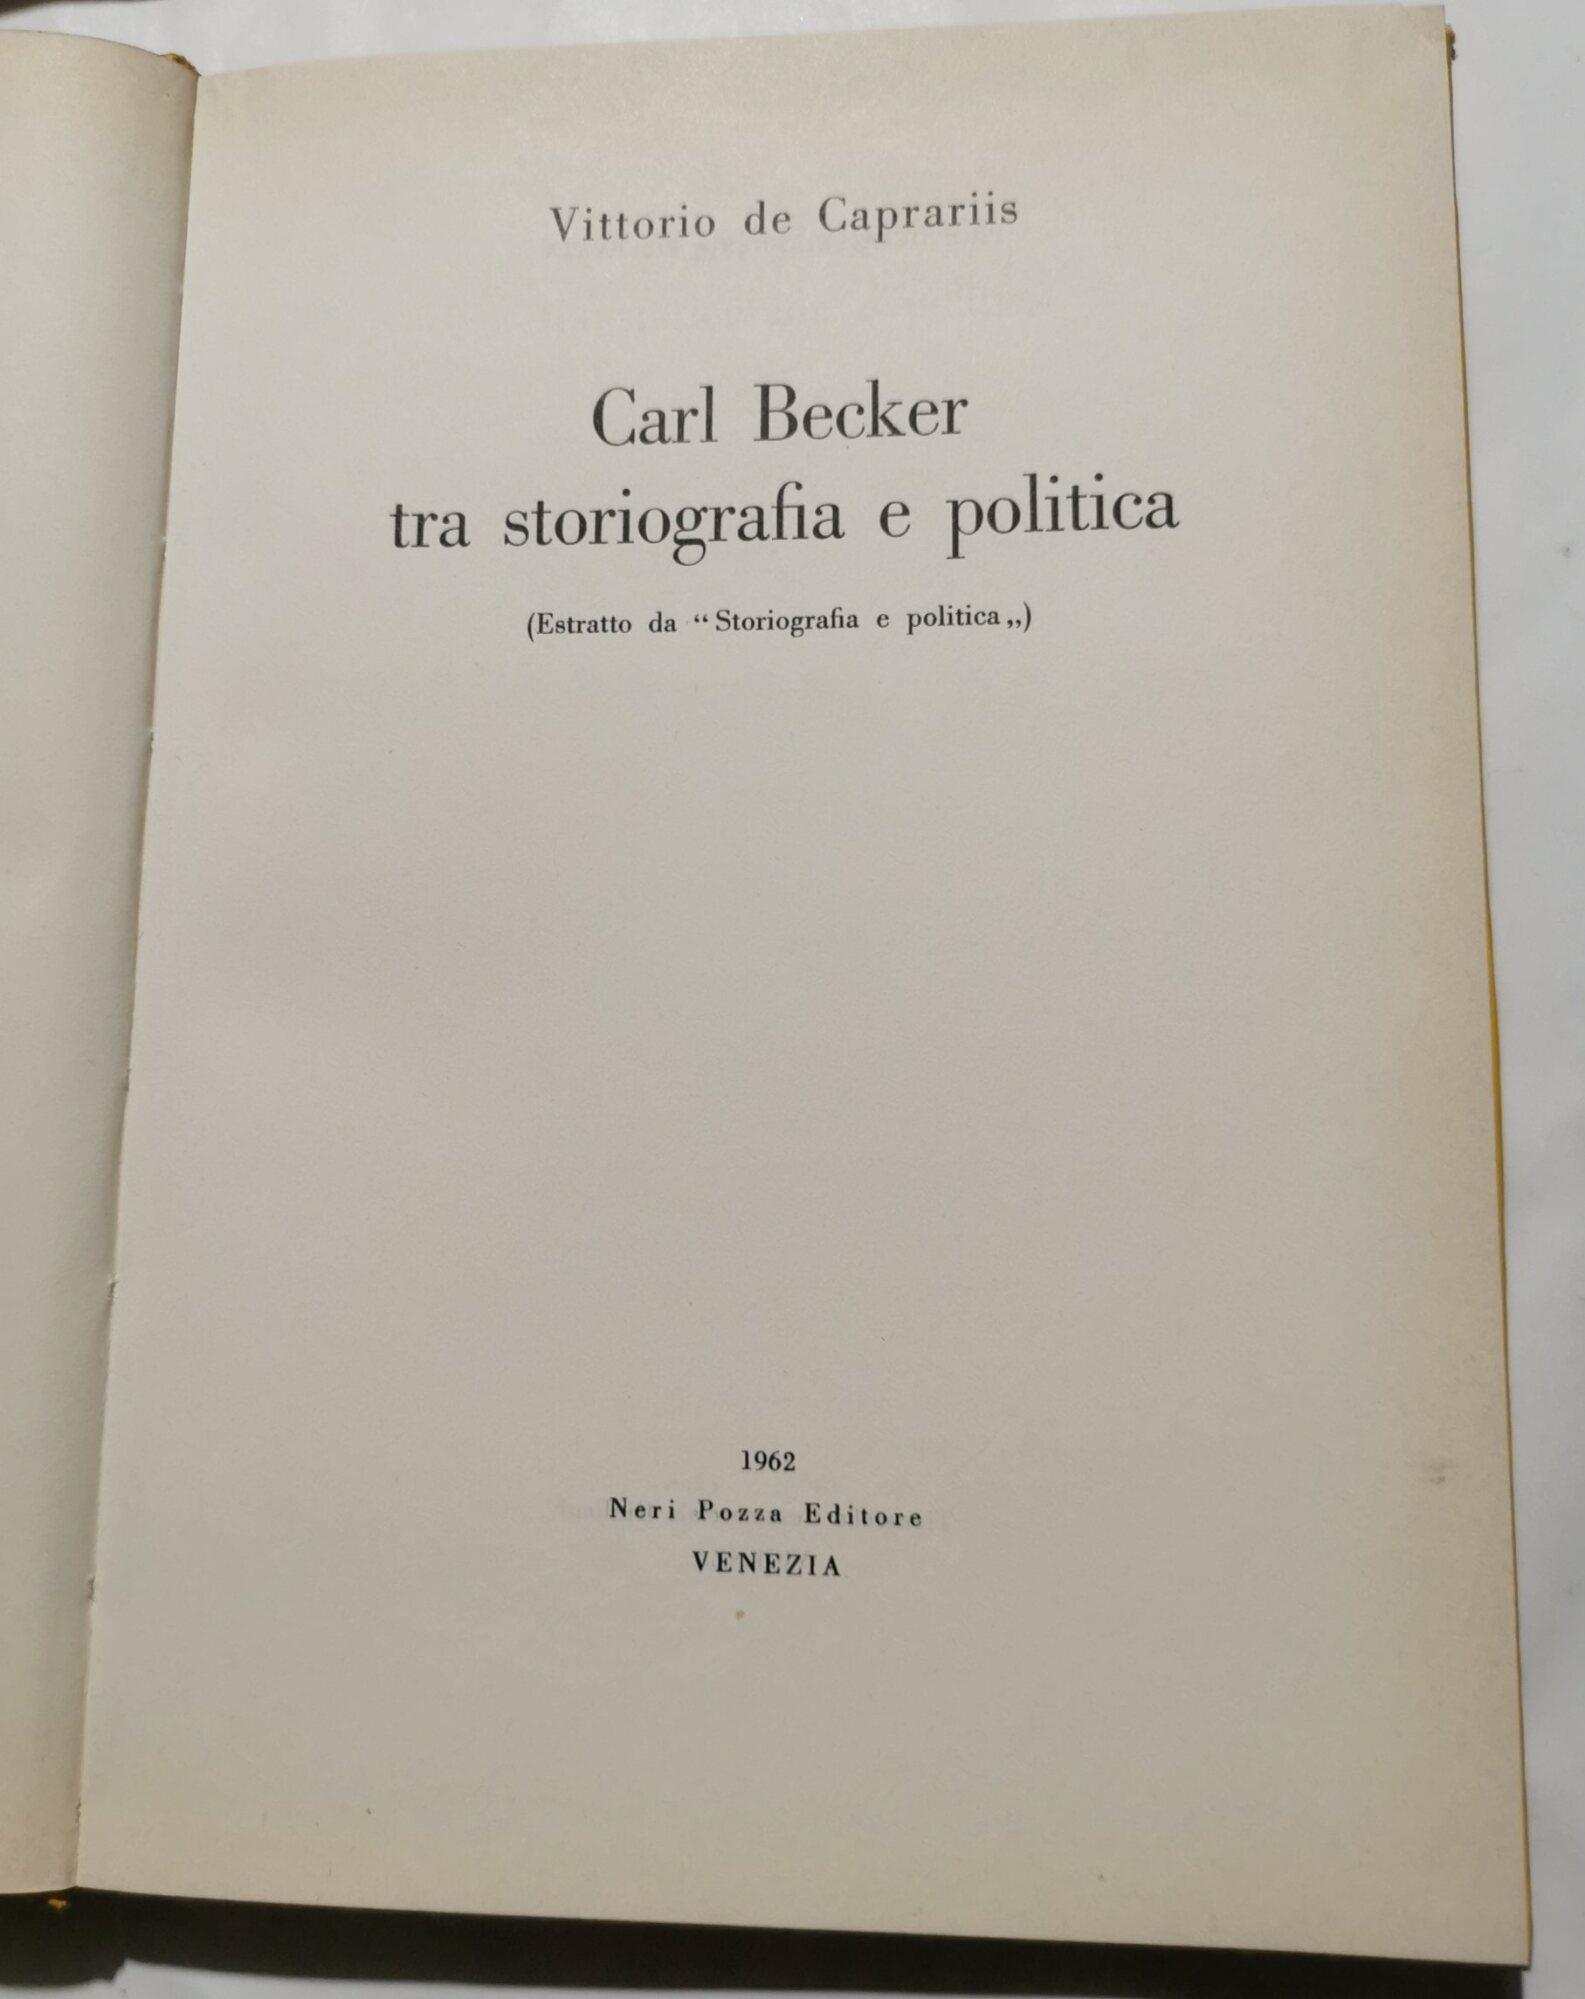 Vittorio de Caprariis
Carl Becker
tra storiografia e politica
(Estratto da “Storiografia e politica„)
1962
Neri Pozza Editore
VENEZIA